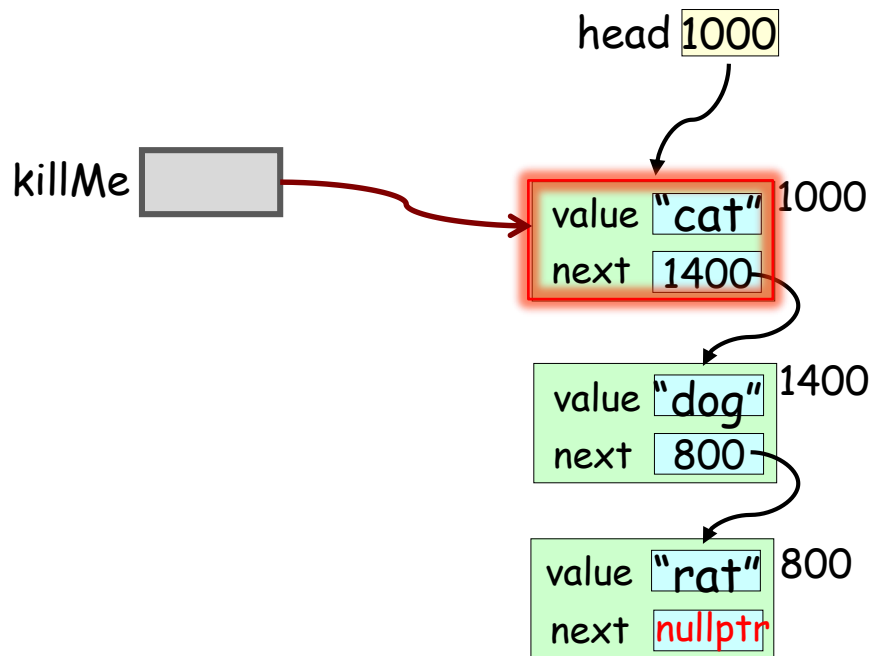 head 1000
killMe
1000
value "cat"
next 1400
1400
value "dog"
next 800
800
value "rat"
next nullptr